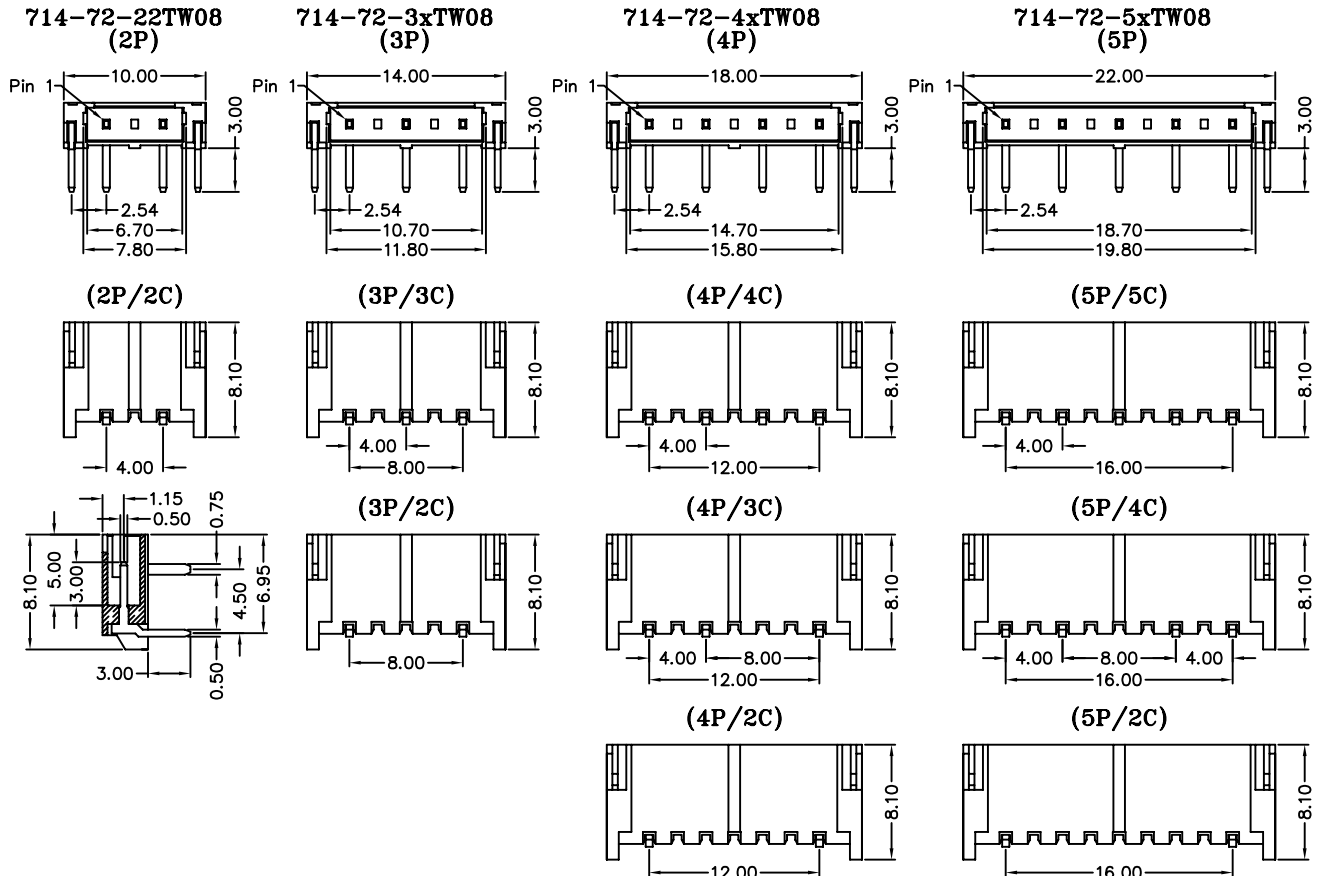 714-72-22TW08
(2P)
714-72-3xTW08
(3P)
714-72-4xTW08
(4P)
714-72-5xTW08
(5P)
Pin 1
10.00
3.00
2.54
6.70
7.80
Pin 1
14.00
3.00
2.54
10.70
11.80
Pin 1
18.00
3.00
2.54
14.70
15.80
Pin 1
22.00
3.00
2.54
18.70
19.80
(2P/2C)
8.10
4.00
(3P/3C)
8.10
4.00
8.00
(4P/4C)
8.10
4.00
12.00
(5P/5C)
8.10
4.00
16.00
1.15
0.50
0.75
8.10
5.00
3.00
4.50
6.95
3.00
0.50
(3P/2C)
8.10
8.00
(4P/3C)
8.10
4.00
8.00
12.00
(5P/4C)
8.10
4.00
8.00
4.00
16.00
(4P/2C)
8.10
12.00
(5P/2C)
8.10
16.00